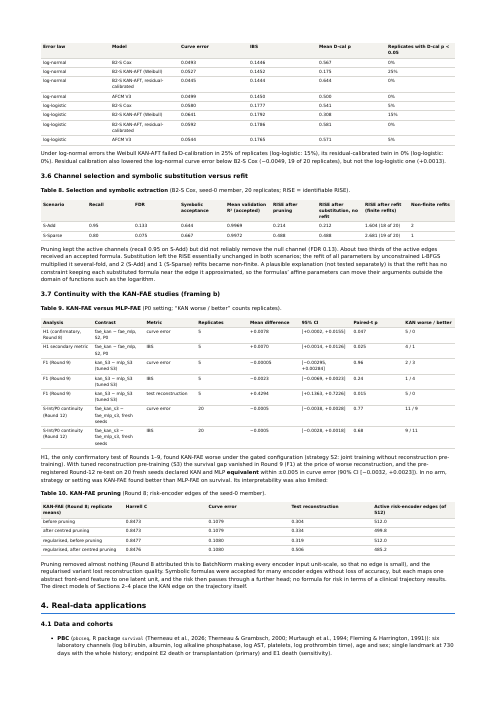 Error law Model Curve error IBS Mean D-cal p Replicates with D-cal p < 0.05
log-normal B2-S Cox 0.0493 0.1446 0.567 0%
log-normal B2-S KAN-AFT (Weibull) 0.0527 0.1452 0.175 25%
log-normal B2-S KAN-AFT, residual-calibrated 0.0445 0.1444 0.644 0%
log-normal AFCM V3 0.0499 0.1450 0.500 0%
log-logistic B2-S Cox 0.0580 0.1777 0.541 5%
log-logistic B2-S KAN-AFT (Weibull) 0.0641 0.1792 0.308 15%
log-logistic B2-S KAN-AFT, residual-calibrated 0.0592 0.1786 0.581 0%
log-logistic AFCM V3 0.0544 0.1765 0.571 5%
Under log-normal errors the Weibull KAN-AFT failed D-calibration in 25% of replicates (log-logistic: 15%), its residual-calibrated twin in 0% (log-logistic:
0%). Residual calibration also lowered the log-normal curve error below B2-S Cox (−0.0049, 19 of 20 replicates), but not the log-logistic one (+0.0013).
3.6 Channel selection and symbolic substitution versus refit
Table 8. Selection and symbolic extraction (B2-S Cox, seed-0 member, 20 replicates; RISE = identifiable RISE).
Scenario Recall FDR Symbolic acceptance Mean validation R² (accepted) RISE after pruning RISE after substitution, no refit RISE after refit (finite refits) Non-finite refits
S-Add 0.95 0.133 0.644 0.9969 0.214 0.213 1.604 (18 of 20) 2
S-Sparse 0.80 0.075 0.667 0.9972 0.488 0.488 2.681 (19 of 20) 1
Pruning kept the active channels (recall 0.95 on S-Add) but did not reliably remove the null channel (FDR 0.13). About two thirds of the active edges
received an accepted formula. Substitution left the RISE essentially unchanged in both scenarios; the refit of all parameters by unconstrained L-BFGS
multiplied it several-fold, and 2 (S-Add) and 1 (S-Sparse) refits became non-finite. A plausible explanation (not tested separately) is that the refit has no
constraint keeping each substituted formula near the edge it approximated, so the formulas' affine parameters can move their arguments outside the
domain of functions such as the logarithm.
3.7 Continuity with the KAN-FAE studies (framing b)
Table 9. KAN-FAE versus MLP-FAE (P0 setting; "KAN worse / better" counts replicates).
Analysis Contrast Metric Replicates Mean difference 95% CI Paired-t p KAN worse / better
H1 (confirmatory, Round 8) fae_kan − fae_mlp, S2, P0 curve error 5 +0.0078 [+0.0002, +0.0155] 0.047 5 / 0
H1 secondary metric fae_kan − fae_mlp, S2, P0 IBS 5 +0.0070 [+0.0014, +0.0126] 0.025 4 / 1
F1 (Round 9) kan_S3 − mlp_S3 (tuned S3) curve error 5 −0.00005 [−0.00295, +0.00284] 0.96 2 / 3
F1 (Round 9) kan_S3 − mlp_S3 (tuned S3) IBS 5 −0.0023 [−0.0069, +0.0023] 0.24 1 / 4
F1 (Round 9) kan_S3 − mlp_S3 (tuned S3) test reconstruction 5 +0.4294 [+0.1363, +0.7226] 0.015 5 / 0
S-Int/P0 continuity (Round 12) fae_kan_s3 − fae_mlp_s3, fresh seeds curve error 20 −0.0005 [−0.0038, +0.0028] 0.77 11 / 9
S-Int/P0 continuity (Round 12) fae_kan_s3 − fae_mlp_s3, fresh seeds IBS 20 −0.0005 [−0.0028, +0.0018] 0.68 9 / 11
H1, the only confirmatory test of Rounds 1–9, found KAN-FAE worse under the gated configuration (strategy S2: joint training without reconstruction pre-
training). With tuned reconstruction pre-training (S3) the survival gap vanished in Round 9 (F1) at the price of worse reconstruction, and the pre-
registered Round-12 re-test on 20 fresh seeds declared KAN and MLP equivalent within ±0.005 in curve error (90% CI [−0.0032, +0.0023]). In no
arm, strategy or setting was KAN-FAE found better than MLP-FAE on survival. Its interpretability was also limited:
Table 10. KAN-FAE pruning (Round 8; risk-encoder edges of the seed-0 member).
KAN-FAE (Round 8; replicate means) Harrell C Curve error Test reconstruction Active risk-encoder edges (of 512)
before pruning 0.8473 0.1079 0.304 512.0
after centred pruning 0.8473 0.1079 0.334 499.8
regularised, before pruning 0.8477 0.1080 0.319 512.0
regularised, after centred pruning 0.8476 0.1080 0.506 485.2
Pruning removed almost nothing (Round 8 attributed this to BatchNorm making every encoder input unit-scale, so that no edge is small), and the
regularised variant lost reconstruction quality. Symbolic formulas were accepted for many encoder edges without loss of accuracy, but each maps one
abstract front-end feature to one latent unit, and the risk then passes through a further head; no formula for risk in terms of a clinical trajectory results.
The direct models of Sections 2–4 place the KAN edge on the trajectory itself.
4. Real-data applications
4.1 Data and cohorts
• PBC (pbcseq, R package survival (Therneau et al., 2026; Therneau & Grambsch, 2000; Murtaugh et al., 1994; Fleming & Harrington, 1991)): six
laboratory channels (log bilirubin, albumin, log alkaline phosphatase, log AST, platelets, log prothrombin time), age and sex; single landmark at 730
days with the whole history; endpoint E2 death or transplantation (primary) and E1 death (sensitivity).